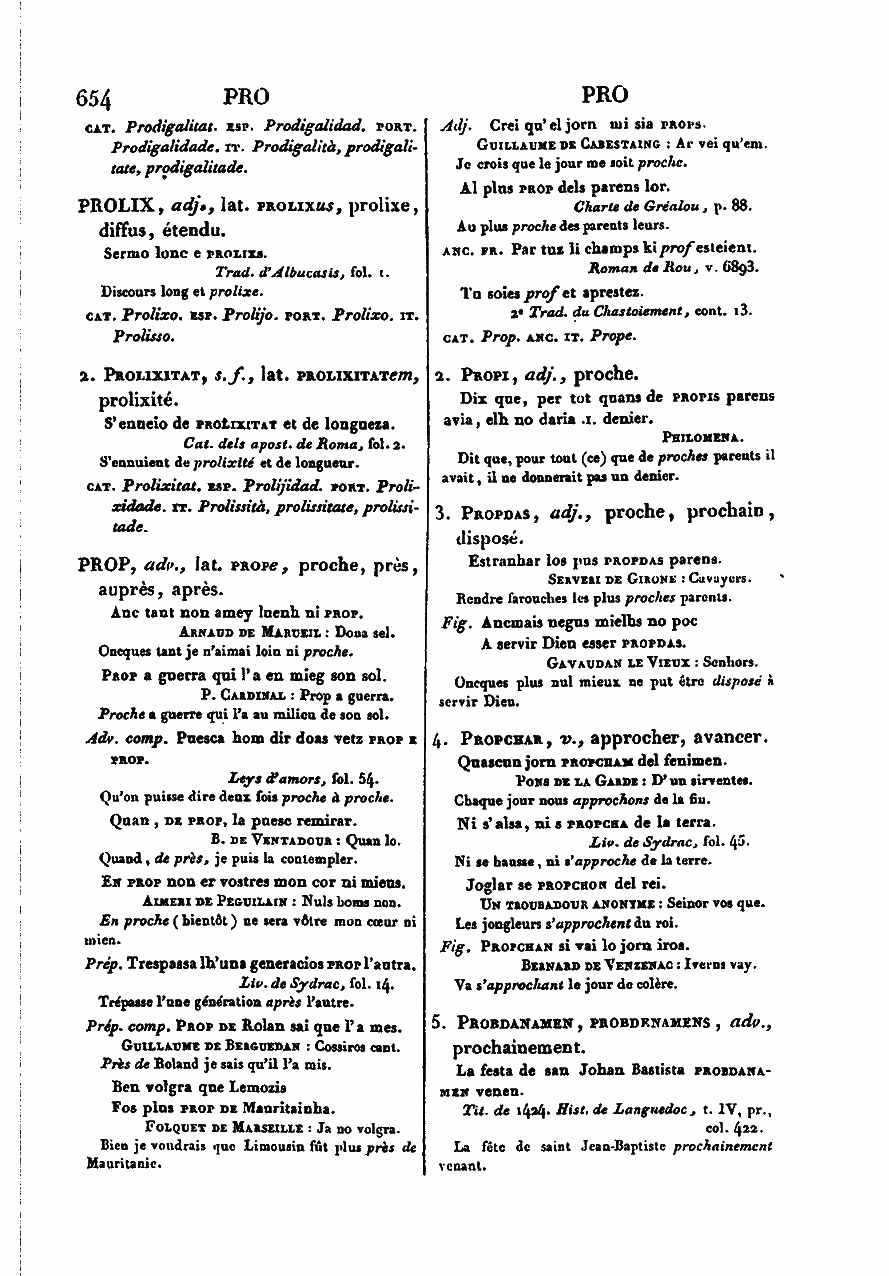 654 PRO PRO
CAT. Prodigalitat. ESP. Prodigalidad. PORT.
Prodigalidade. IT. Prodigalità, prodigali-
tate, prodigalitade.
PROLIX, adj., lat. PROLIXus, prolixe,
diffus, étendu.
Sermo lonc e PROLIXS.
Trad. d'Albucasis, fol. 1.
Discours long et prolixe.
CAT. Prolixo. ESP. Prolijo. PORT. Prolixo. IT.
Prolisso.
2. PROLIXITAT, s.f., lat. PROLIXITATem,
prolixité.
S'enneio de PROLIXITAT et de longueza.
Cat. dels apost. de Roma, fol. 2.
S'ennuient de prolixité et de longueur.
CAT. Prolixitat. ESP. Prolijidad. PORT. Proli-
xidade. IT. Prolissità, prolissitate, prolissi-
tade.
PROP, adv., lat. PROPe, proche, près,
auprès, après.
Anc tant non amey luenh ni PROP.
ARNAUD DE MARUEIL : Dona sel.
Oncques tant je n'aimai loin ni proche.
PROP a guerra qui l'a en mieg son sol.
P. CARDINAL : Prop a guerra.
Proche a guerre qui l'a au milieu de son sol.
Adv. comp. Puesca hom dir doas vetz PROP E
PROP.
Leys d'amors, fol. 54.
Qu'on puisse dire deux fois proche à proche.
Quan, DE PROP, la puesc remirar.
B. DE VENTADOUR : Quan lo.
Quand, de près, je puis la contempler.
EN PROP non er vostres mon cor ni mieus.
AIMERI DE PEGUILAIN : Nuls homs non.
En proche (bientôt) ne sera vôtre mon cœur ni
mien.
Prép. Trespassa lh'una generacios PROP l'autra.
Liv. de Sydrac, fol. 14.
Trépasse l'une génération après l'autre.
Prép. comp. PROP DE Rolan sai que l'a mes.
GUILLAUME DE BERGUEDAN : Cossiros cant.
Près de Roland je sais qu'il l'a mis.
Ben volgra que Lemozis
Fos plus PROP DE Mauritainha.
FOLQUET DE MARSEILLE : Ja no volgra.
Bien je voudrais que Limousin fût plus près de
Mauritanie.
Adj. Crei qu'el jorn mi sia PROPS.
GUILLAUME DE CABESTAING : Ar vei qu'em.
Je crois que le jour me soit proche.
Al plus PROP dels parens lor.
Charte de Gréalou, p. 88.
Au plus proche des parents leurs.
ANC. FR. Par tuz li champs ki prof esteient.
Roman de Rou, v. 6893.
Tu soies prof et aprestez.
2e Trad. du Chastoiement, cont. 13.
CAT. Prop. ANC. IT. Prope.
2. PROPI, adj., proche.
Dix que, per tot quans de PROPIS parens
avia, elh no daria .I. denier.
PHILOMENA.
Dit que, pour tout (ce) que de proches parents il
avait, il ne donnerait pas un denier.
3. PROPDAS, adj., proche, prochain,
disposé.
Estranhar los pus PROPDAS parens.
SERVERI DE GIRONE : Cavayers.
Rendre farouches les plus proches parents.
Fig. Ancmais negus mielhs no poc
A servir Dieu esser PROPDAS.
GAVAUDAN LE VIEUX : Senhors.
Oncques plus nul mieux ne put être disposé à
servir Dieu.
4. PROPCHAR, v., approcher, avancer.
Quascun jorn PROPCHAM del fenimen.
PONS DE LA GARDE : D'un sirventes.
Chaque jour nous approchons de la fin.
Ni s'alsa, ni s PROPCHA de la terra.
Liv. de Sydrac, fol. 45.
Ni se hausse, ni s'approche de la terre.
Joglar se PROPCHON del rei.
UN TROUBADOUR ANONYME : Seinor vos que.
Les jongleurs s'approchent du roi.
Fig. PROPCHAN si vai lo jorn iros.
BERNARD DE VENZENAC : Iverns vay.
Va s'approchant le jour de colère.
5. PROBDANAMEN, PROBDENAMENS, adv.,
prochainement.
La festa de san Johan Bastista PROBDANA-
MEN venen.
Tit. de 1424. Hist. de Languedoc, t. IV, pr.,
col. 422.
La fête de saint Jean-Baptiste prochainement
venant.